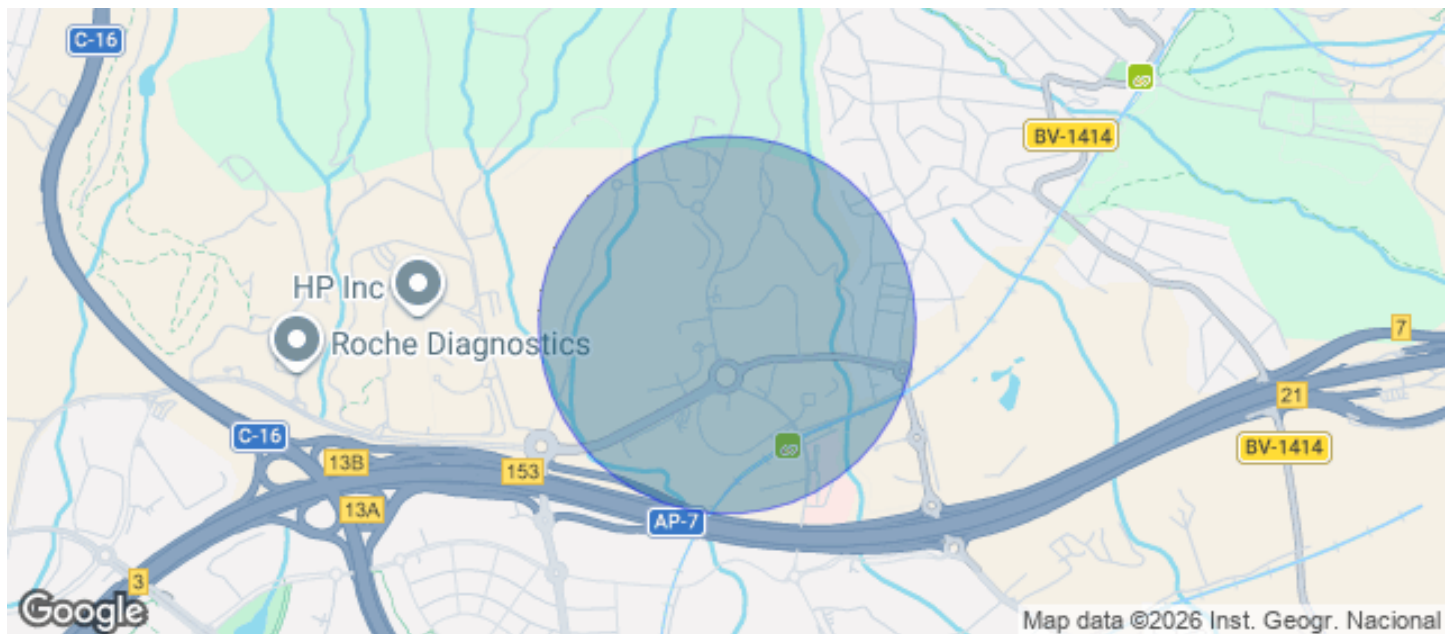 C-16
BV-1414
HP Inc
Roche Diagnostics
7
21
C-16
13B
153
BV-1414
13A
AP-7
3
Google
Map data ©2026 Inst. Geogr. Nacional